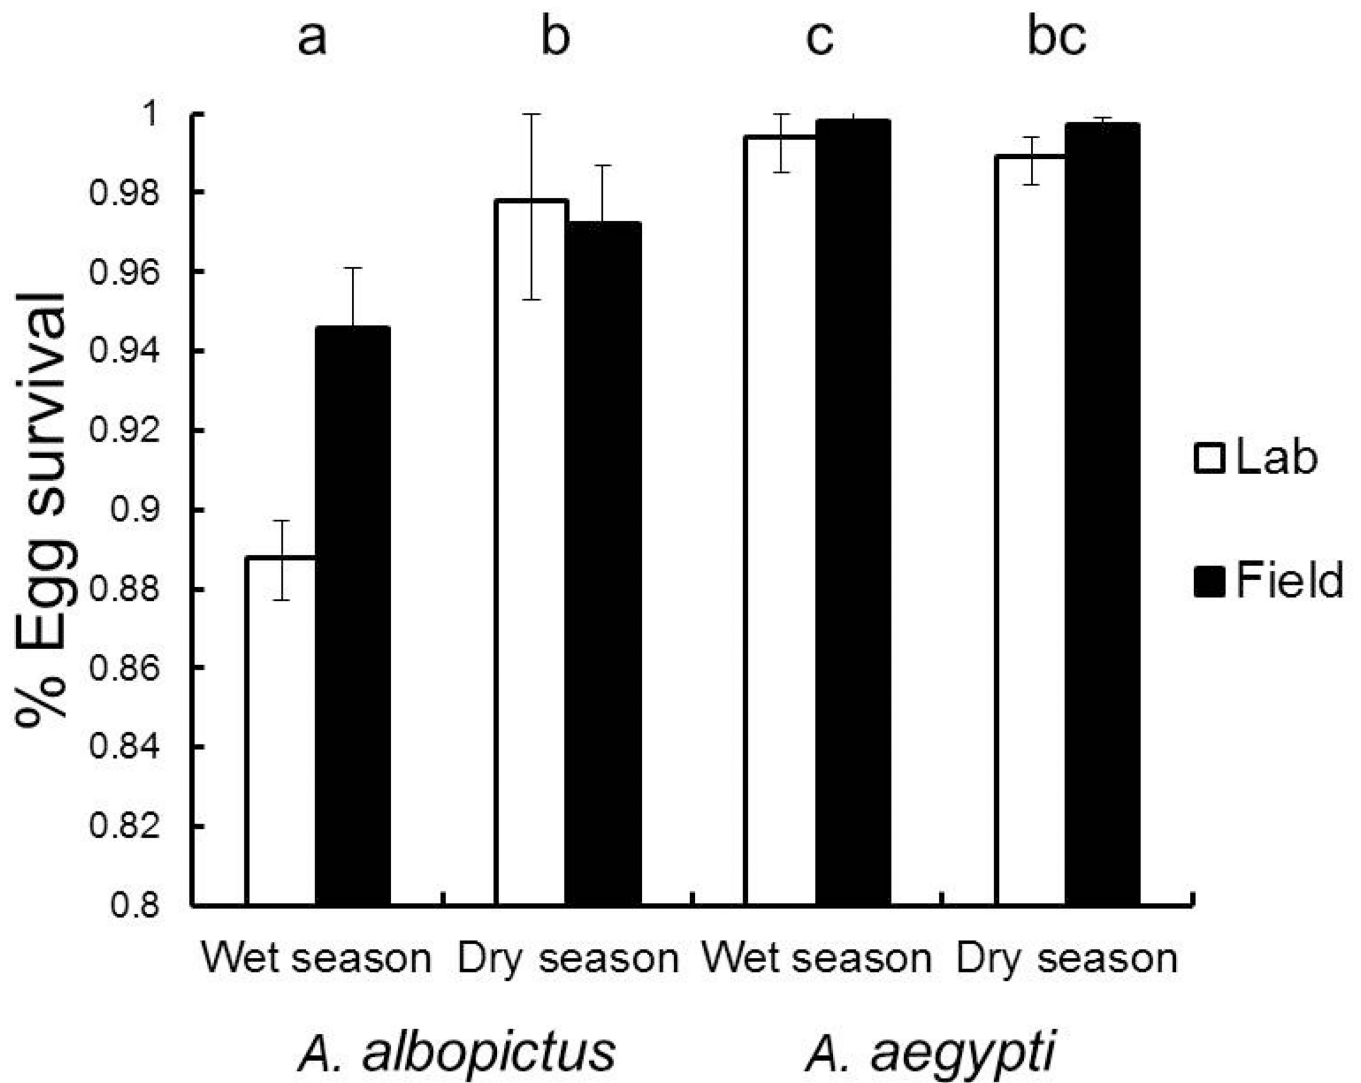 a b c bc
% Egg survival
1
0.98
0.96
0.94
0.92
0.9
0.88
0.86
0.84
0.82
0.8
Lab
Field
Wet season Dry season Wet season Dry season
A. albopictus A. aegypti